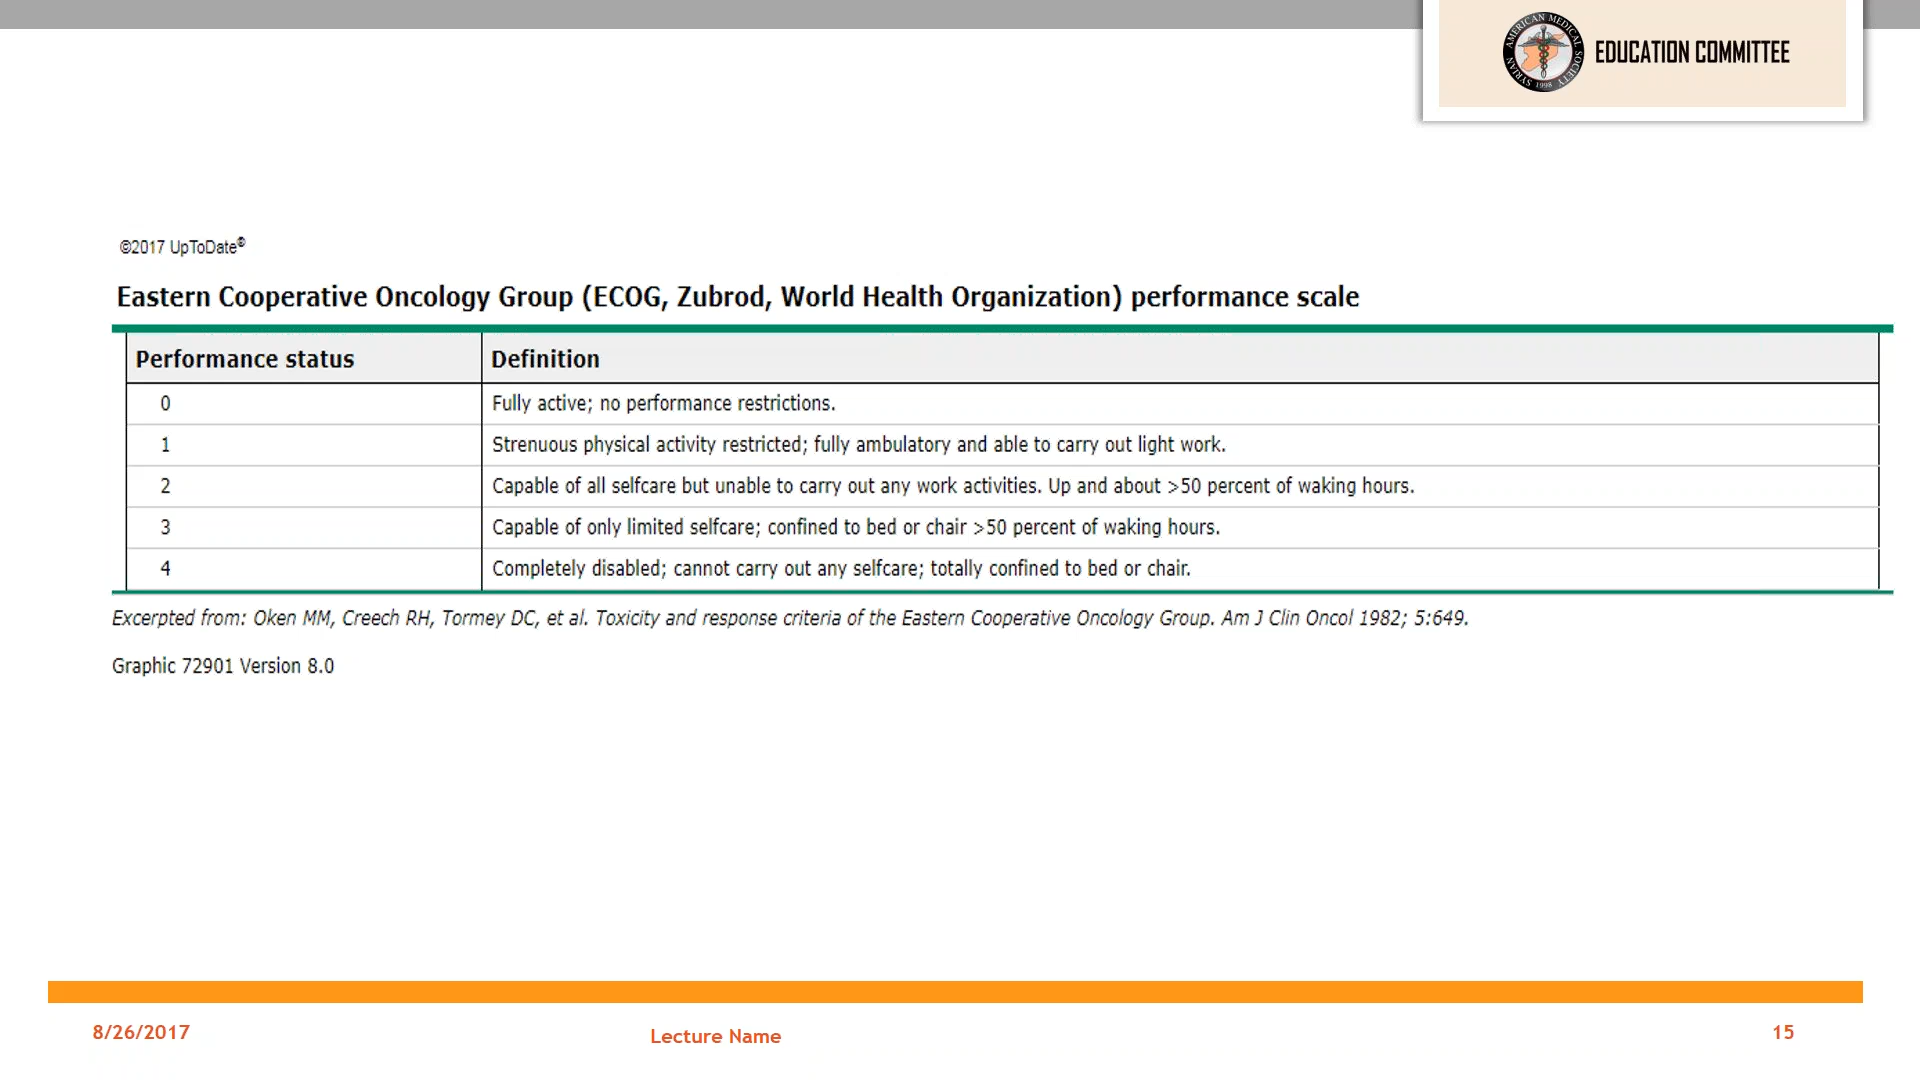 SYRIAN AMERICAN MEDICAL SOCIETY
1998
EDUCATION COMMITTEE
©2017 UpToDate®
Eastern Cooperative Oncology Group (ECOG, Zubrod, World Health Organization) performance scale
Performance status Definition
0 Fully active; no performance restrictions.
1 Strenuous physical activity restricted; fully ambulatory and able to carry out light work.
2 Capable of all selfcare but unable to carry out any work activities. Up and about >50 percent of waking hours.
3 Capable of only limited selfcare; confined to bed or chair >50 percent of waking hours.
4 Completely disabled; cannot carry out any selfcare; totally confined to bed or chair.
Excerpted from: Oken MM, Creech RH, Tormey DC, et al. Toxicity and response criteria of the Eastern Cooperative Oncology Group. Am J Clin Oncol 1982; 5:649.
Graphic 72901 Version 8.0
8/26/2017 Lecture Name 15